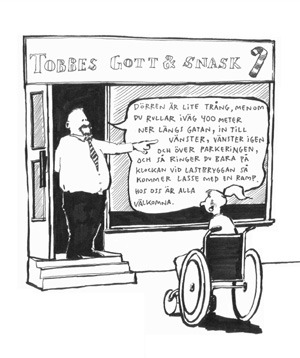 TOBBES GOTT & SNASK
DÖRREN ÄR LITE TRÅNG, MEN OM
DU RULLAR IVÄG 400 METER
NER LÄNGS GATAN, IN TILL
VÄNSTER, VÄNSTER IGEN
OCH ÖVER PARKERINGEN,
OCH SÅ RINGER DU BARA PÅ
KLOCKAN VID LASTBRYGGAN SÅ
KOMMER LASSE MED EN RAMP.
HOS OSS ÄR ALLA
VÄLKOMNA.